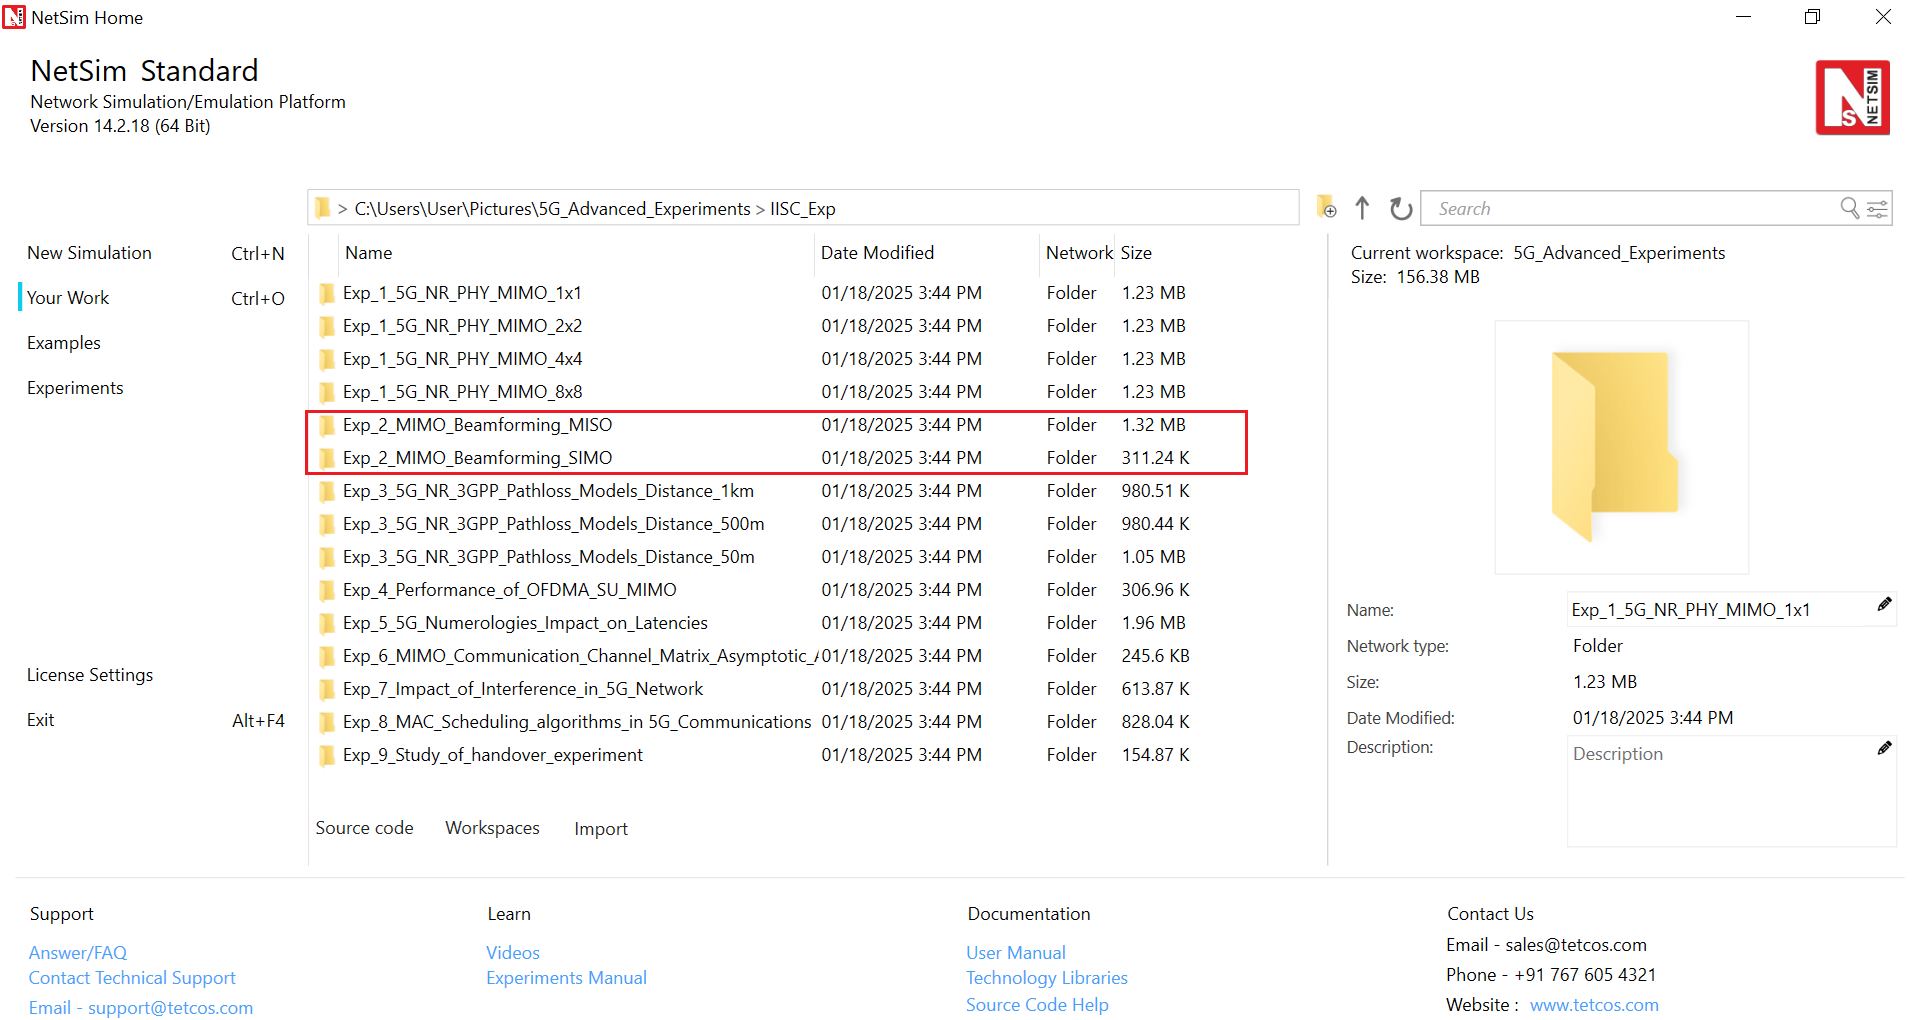 NetSim Home
NetSim Standard
Network Simulation/Emulation Platform
Version 14.2.18 (64 Bit)
NETSIM
> C:\Users\User\Pictures\5G_Advanced_Experiments > IISC_Exp
Search
New Simulation Ctrl+N
Your Work Ctrl+O
Examples
Experiments
License Settings
Exit Alt+F4
Name Date Modified Network Size
Exp_1_5G_NR_PHY_MIMO_1x1 01/18/2025 3:44 PM Folder 1.23 MB
Exp_1_5G_NR_PHY_MIMO_2x2 01/18/2025 3:44 PM Folder 1.23 MB
Exp_1_5G_NR_PHY_MIMO_4x4 01/18/2025 3:44 PM Folder 1.23 MB
Exp_1_5G_NR_PHY_MIMO_8x8 01/18/2025 3:44 PM Folder 1.23 MB
Exp_2_MIMO_Beamforming_MISO 01/18/2025 3:44 PM Folder 1.32 MB
Exp_2_MIMO_Beamforming_SIMO 01/18/2025 3:44 PM Folder 311.24 K
Exp_3_5G_NR_3GPP_Pathloss_Models_Distance_1km 01/18/2025 3:44 PM Folder 980.51 K
Exp_3_5G_NR_3GPP_Pathloss_Models_Distance_500m 01/18/2025 3:44 PM Folder 980.44 K
Exp_3_5G_NR_3GPP_Pathloss_Models_Distance_50m 01/18/2025 3:44 PM Folder 1.05 MB
Exp_4_Performance_of_OFDMA_SU_MIMO 01/18/2025 3:44 PM Folder 306.96 K
Exp_5_5G_Numerologies_Impact_on_Latencies 01/18/2025 3:44 PM Folder 1.96 MB
Exp_6_MIMO_Communication_Channel_Matrix_Asymptotic_A 01/18/2025 3:44 PM Folder 245.6 KB
Exp_7_Impact_of_Interference_in_5G_Network 01/18/2025 3:44 PM Folder 613.87 K
Exp_8_MAC_Scheduling_algorithms_in 5G_Communications 01/18/2025 3:44 PM Folder 828.04 K
Exp_9_Study_of_handover_experiment 01/18/2025 3:44 PM Folder 154.87 K
Source code Workspaces Import
Current workspace: 5G_Advanced_Experiments
Size: 156.38 MB
Name: Exp_1_5G_NR_PHY_MIMO_1x1
Network type: Folder
Size: 1.23 MB
Date Modified: 01/18/2025 3:44 PM
Description: Description
Support
Answer/FAQ
Contact Technical Support
Email - support@tetcos.com
Learn
Videos
Experiments Manual
Documentation
User Manual
Technology Libraries
Source Code Help
Contact Us
Email - sales@tetcos.com
Phone - +91 767 605 4321
Website : www.tetcos.com